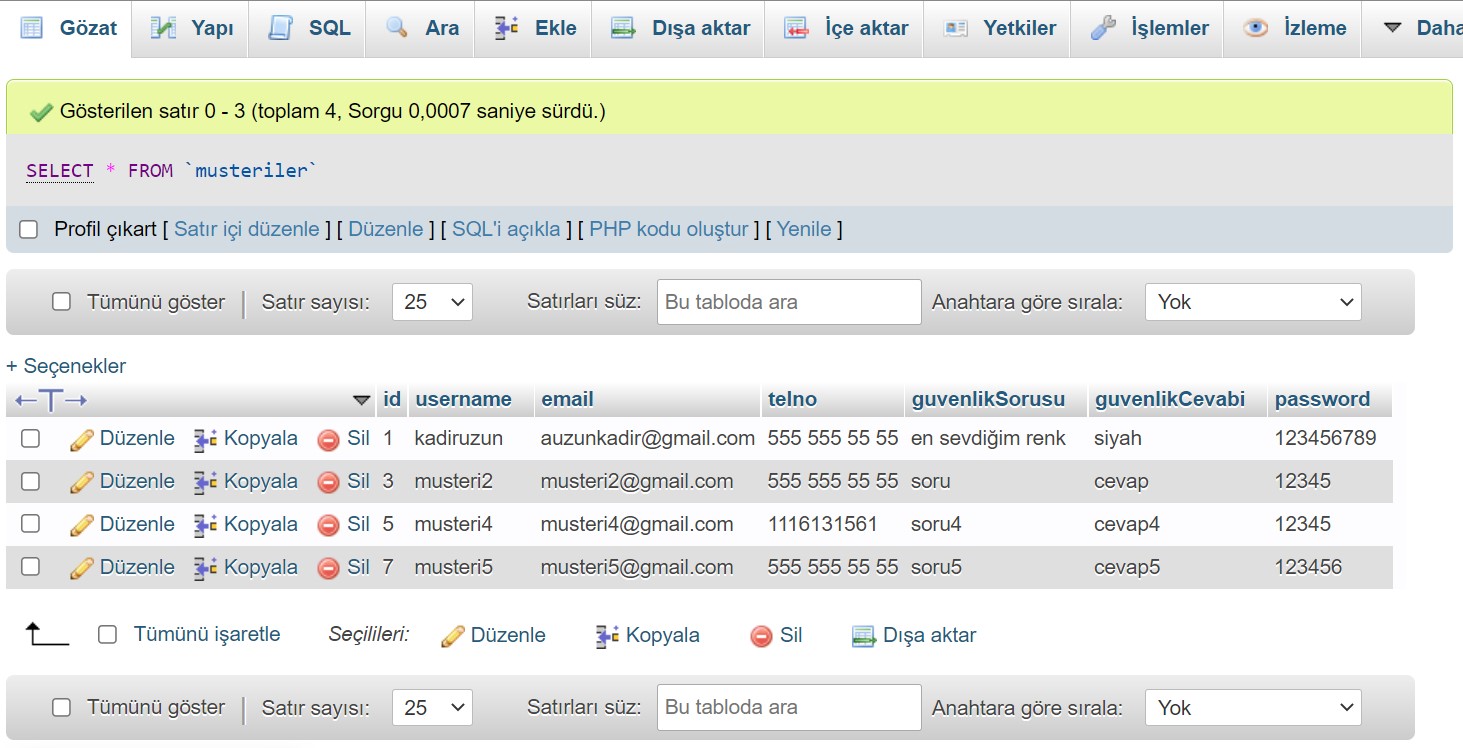 Gözat Yapı SQL Ara Ekle Dışa aktar İçe aktar Yetkiler İşlemler İzleme Daha
Gösterilen satır 0 - 3 (toplam 4, Sorgu 0,0007 saniye sürdü.)
SELECT * FROM `musteriler`
Profil çıkart [ Satır içi düzenle ] [ Düzenle ] [ SQL'i açıkla ] [ PHP kodu oluştur ] [ Yenile ]
Tümünü göster | Satır sayısı: 25 Satırları süz: Bu tabloda ara Anahtara göre sırala: Yok
+ Seçenekler
←T→ id username email telno guvenlikSorusu guvenlikCevabi password
Düzenle Kopyala Sil 1 kadiruzun auzunkadir@gmail.com 555 555 55 55 en sevdiğim renk siyah 123456789
Düzenle Kopyala Sil 3 musteri2 musteri2@gmail.com 555 555 55 55 soru cevap 12345
Düzenle Kopyala Sil 5 musteri4 musteri4@gmail.com 1116131561 soru4 cevap4 12345
Düzenle Kopyala Sil 7 musteri5 musteri5@gmail.com 555 555 55 55 soru5 cevap5 123456
Tümünü işaretle Seçilileri: Düzenle Kopyala Sil Dışa aktar
Tümünü göster | Satır sayısı: 25 Satırları süz: Bu tabloda ara Anahtara göre sırala: Yok